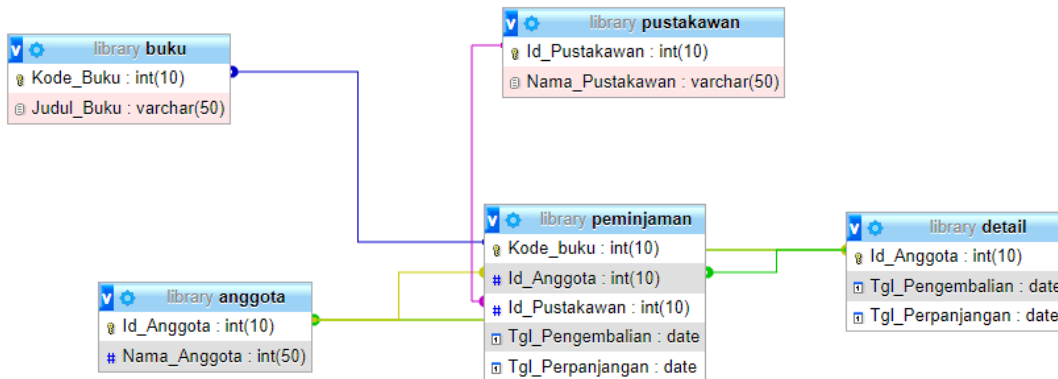 library buku
Kode_Buku : int(10)
Judul_Buku : varchar(50)
library pustakawan
Id_Pustakawan : int(10)
Nama_Pustakawan : varchar(50)
library anggota
Id_Anggota : int(10)
# Nama_Anggota : int(50)
library peminjaman
Kode_buku : int(10)
# Id_Anggota : int(10)
# Id_Pustakawan : int(10)
Tgl_Pengembalian : date
Tgl_Perpanjangan : date
library detail
Id_Anggota : int(10)
Tgl_Pengembalian : date
Tgl_Perpanjangan : date